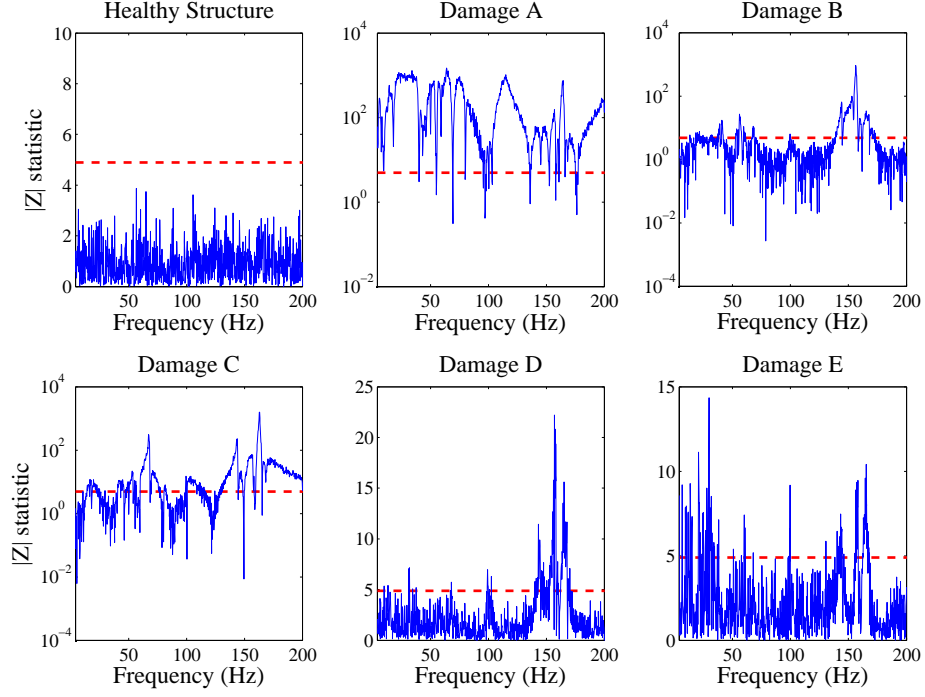 Healthy Structure
10
8
6
4
2
0
|Z| statistic
50 100 150 200
Frequency (Hz)
Damage A
10^4
10^2
10^0
10^−2
50 100 150 200
Frequency (Hz)
Damage B
10^4
10^2
10^0
10^−2
10^−4
50 100 150 200
Frequency (Hz)
Damage C
10^4
10^2
10^0
10^−2
10^−4
|Z| statistic
50 100 150 200
Frequency (Hz)
Damage D
25
20
15
10
5
0
50 100 150 200
Frequency (Hz)
Damage E
15
10
5
0
50 100 150 200
Frequency (Hz)